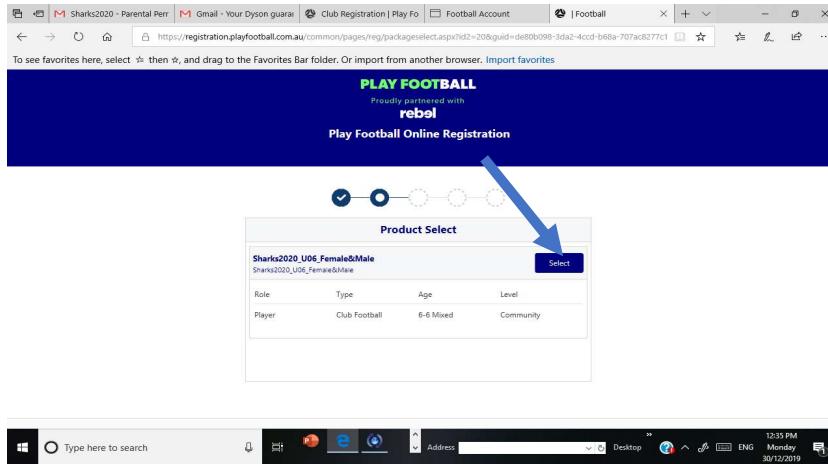 Sharks2020 - Parental Perr
Gmail - Your Dyson guarar
Club Registration | Play Fo
Football Account
| Football
https://registration.playfootball.com.au/common/pages/reg/packageselect.aspx?id2=20&guid=de80b098-3da2-4ccd-b68a-707ac8277c1
To see favorites here, select ☆ then ☆, and drag to the Favorites Bar folder. Or import from another browser. Import favorites
PLAY FOOTBALL
Proudly partnered with
rebel
Play Football Online Registration
Product Select
Sharks2020_U06_Female&Male
Sharks2020_U06_Female&Male
Select
Role Type Age Level
Player Club Football 6-6 Mixed Community
Type here to search
Address
Desktop
ENG
12:35 PM
Monday
30/12/2019